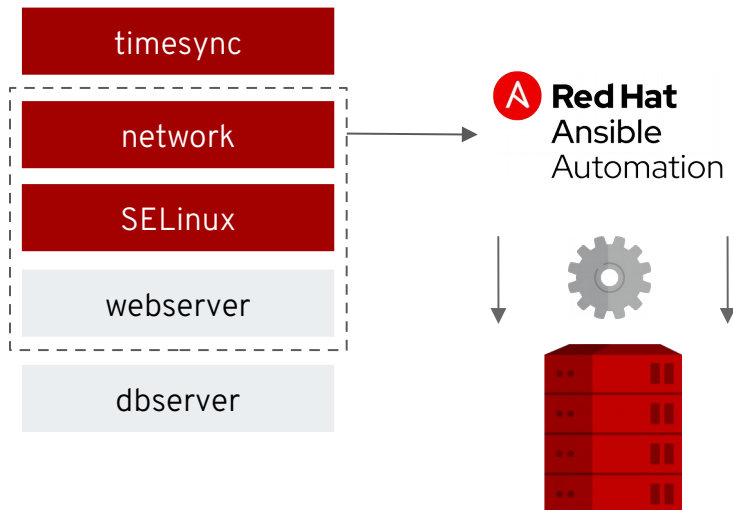 timesync
network
SELinux
webserver
dbserver
Red Hat
Ansible
Automation